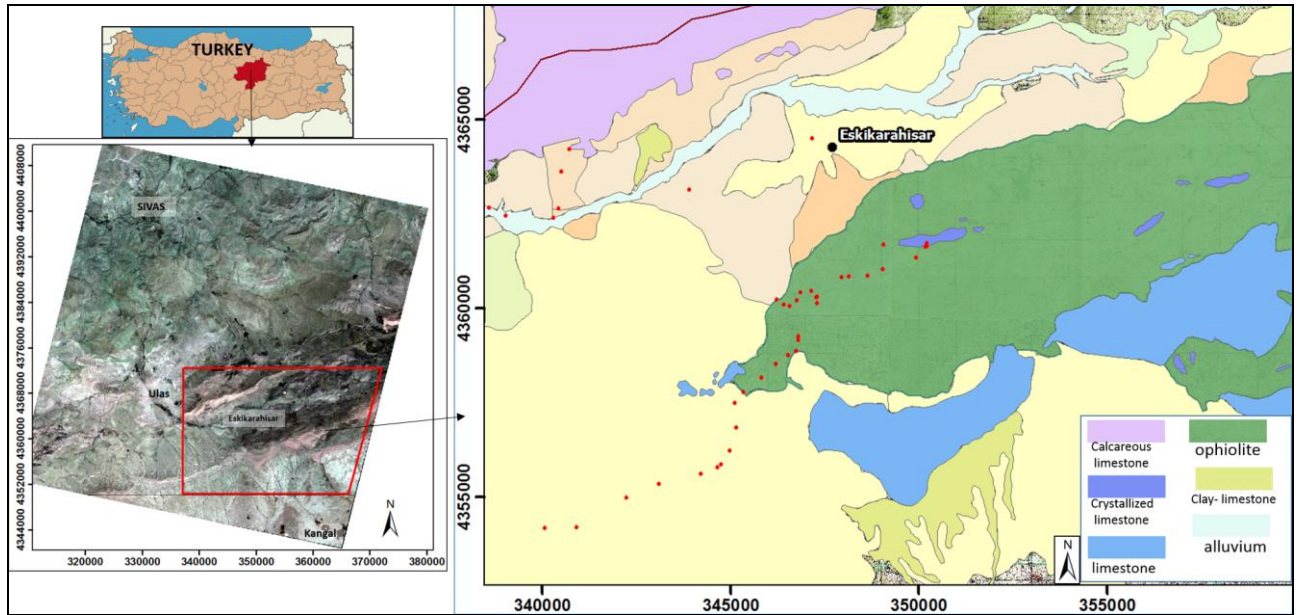 TURKEY
4408000
4400000
4392000
4384000
4376000
4368000
4360000
4352000
4344000
SIVAS
Ulas
Eskikarahisar
Kangal
N
320000
330000
340000
350000
360000
370000
380000
4365000
4360000
4355000
Eskikarahisar
340000
345000
350000
355000
N
Calcareous
limestone
Crystallized
limestone
limestone
ophiolite
Clay- limestone
alluvium